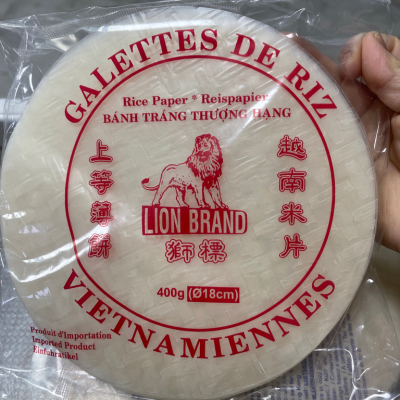 GALETTES DE RIZ
Rice Paper * Reispapier
BÁNH TRÁNG THƯỢNG HẠNG
上等薄餅
越南米片
LION BRAND
獅標
400g (Ø18cm)
VIETNAMIENNES
Produit d'Importation
Imported Product
Einfubratikel